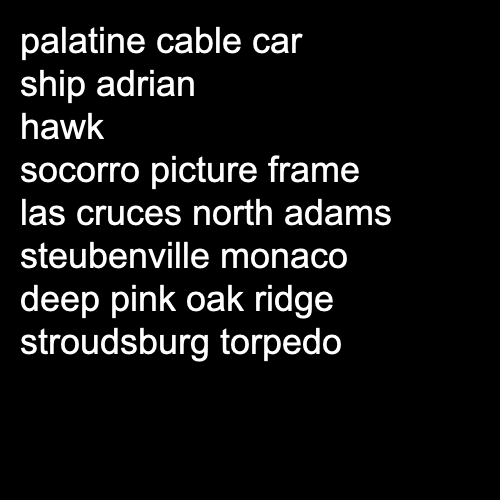 palatine cable car
ship adrian
hawk
socorro picture frame
las cruces north adams
steubenville monaco
deep pink oak ridge
stroudsburg torpedo